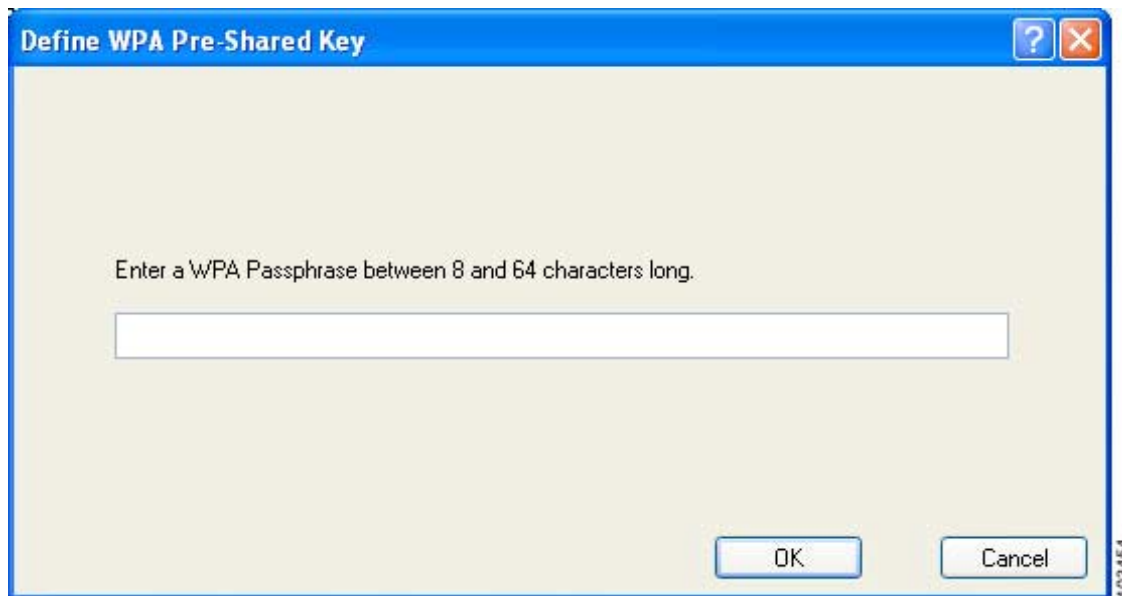 Define WPA Pre-Shared Key
Enter a WPA Passphrase between 8 and 64 characters long.
OK
Cancel